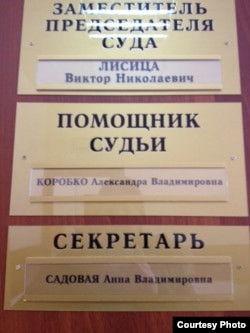 ЗАМЕСТИТЕЛЬ
ПРЕДСЕДАТЕЛЯ
СУДА
ЛИСИЦА
Виктор Николаевич
ПОМОЩНИК
СУДЬИ
КОРОБКО Александра Владимировна
СЕКРЕТАРЬ
САДОВАЯ Анна Владимировна
Courtesy Photo